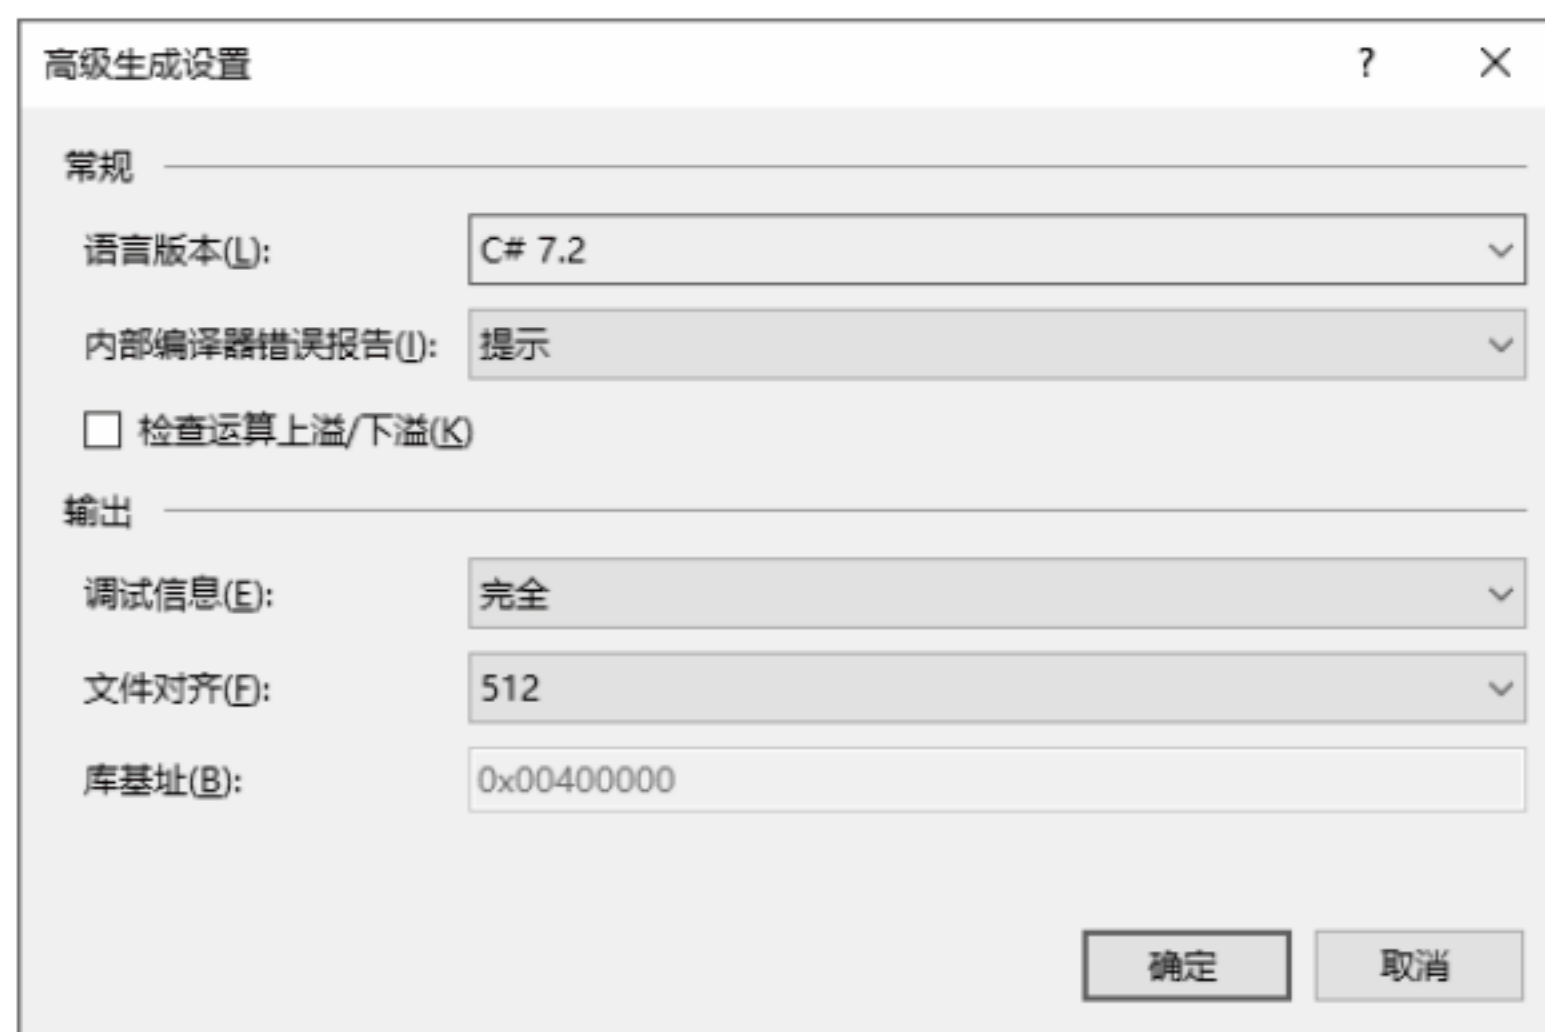 高级生成设置 ?
常规
语言版本(L): C# 7.2
内部编译器错误报告(I): 提示
检查运算上溢/下溢(K)
输出
调试信息(E): 完全
文件对齐(F): 512
库基址(B): 0x00400000
确定 取消